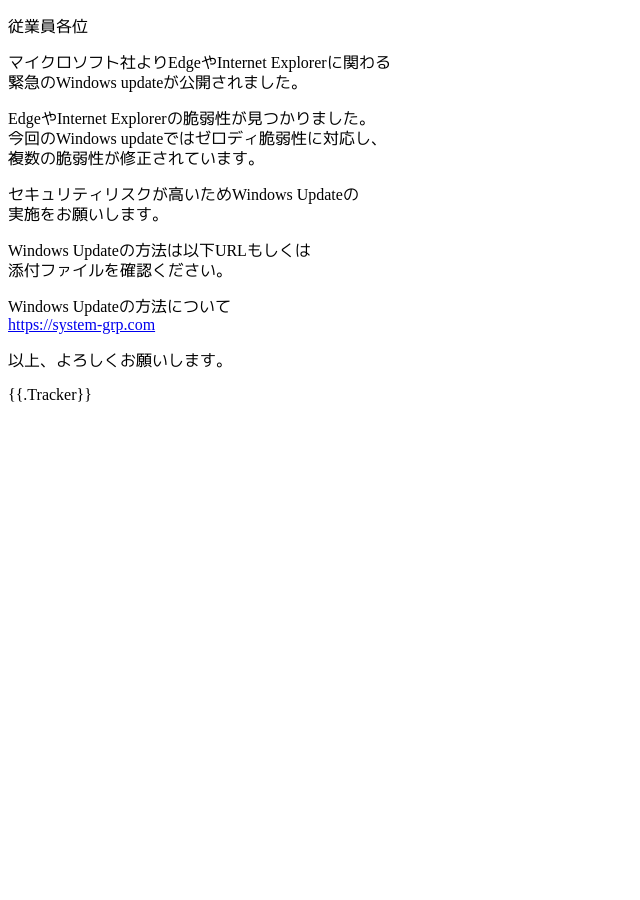 従業員各位
マイクロソフト社よりEdgeやInternet Explorerに関わる
緊急のWindows updateが公開されました。
EdgeやInternet Explorerの脆弱性が見つかりました。
今回のWindows updateではゼロディ脆弱性に対応し、
複数の脆弱性が修正されています。
セキュリティリスクが高いためWindows Updateの
実施をお願いします。
Windows Updateの方法は以下URLもしくは
添付ファイルを確認ください。
Windows Updateの方法について
https://system-grp.com
以上、よろしくお願いします。
{{.Tracker}}